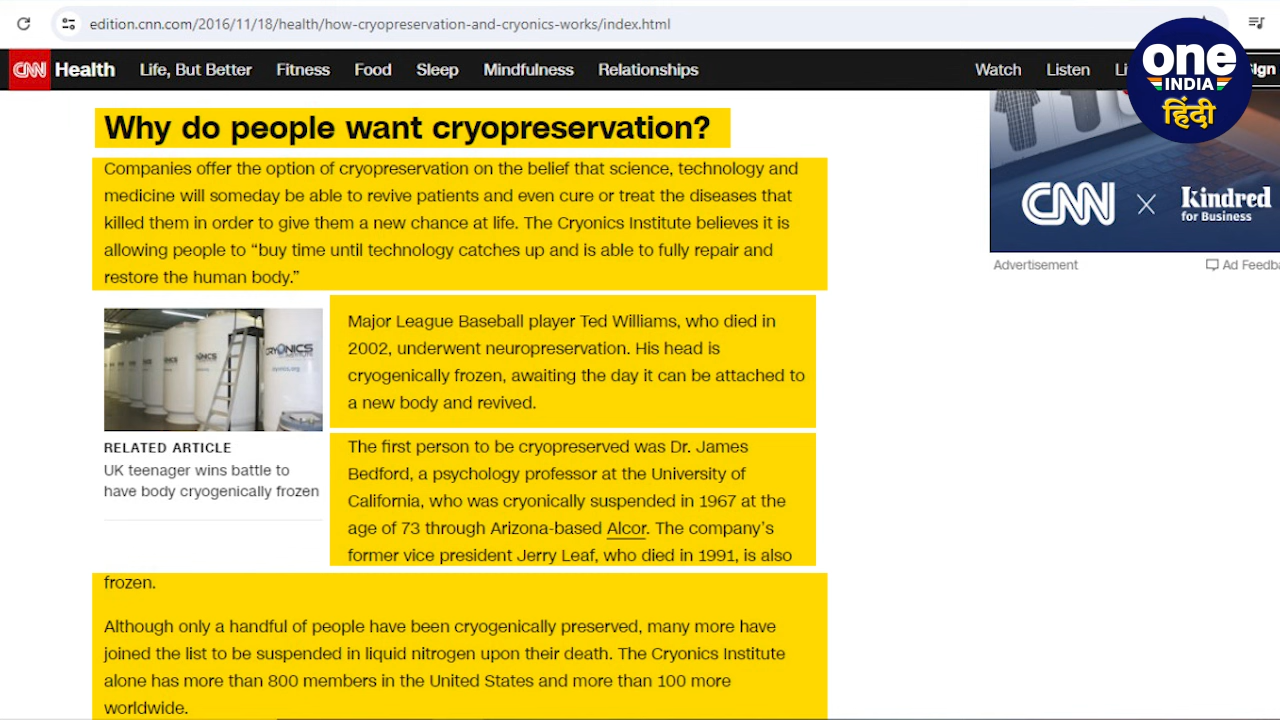 edition.cnn.com/2016/11/18/health/how-cryopreservation-and-cryonics-works/index.html
CNN Health Life, But Better Fitness Food Sleep Mindfulness Relationships Watch Listen
one
INDIA
हिंदी
Why do people want cryopreservation?
Companies offer the option of cryopreservation on the belief that science, technology and
medicine will someday be able to revive patients and even cure or treat the diseases that
killed them in order to give them a new chance at life. The Cryonics Institute believes it is
allowing people to “buy time until technology catches up and is able to fully repair and
restore the human body.”
CNN X Kindred
for Business
Advertisement Ad Feedba
CRYONICS
RELATED ARTICLE
UK teenager wins battle to
have body cryogenically frozen
Major League Baseball player Ted Williams, who died in
2002, underwent neuropreservation. His head is
cryogenically frozen, awaiting the day it can be attached to
a new body and revived.
The first person to be cryopreserved was Dr. James
Bedford, a psychology professor at the University of
California, who was cryonically suspended in 1967 at the
age of 73 through Arizona-based Alcor. The company’s
former vice president Jerry Leaf, who died in 1991, is also
frozen.
Although only a handful of people have been cryogenically preserved, many more have
joined the list to be suspended in liquid nitrogen upon their death. The Cryonics Institute
alone has more than 800 members in the United States and more than 100 more
worldwide.